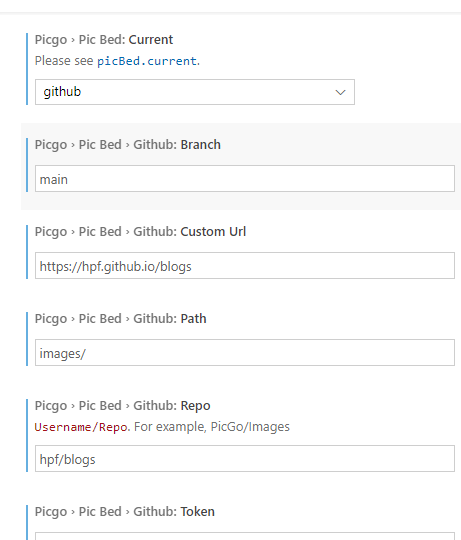 Picgo › Pic Bed: Current
Please see picBed.current.
github
Picgo › Pic Bed › Github: Branch
main
Picgo › Pic Bed › Github: Custom Url
https://hpf.github.io/blogs
Picgo › Pic Bed › Github: Path
images/
Picgo › Pic Bed › Github: Repo
Username/Repo. For example, PicGo/Images
hpf/blogs
Picgo › Pic Bed › Github: Token